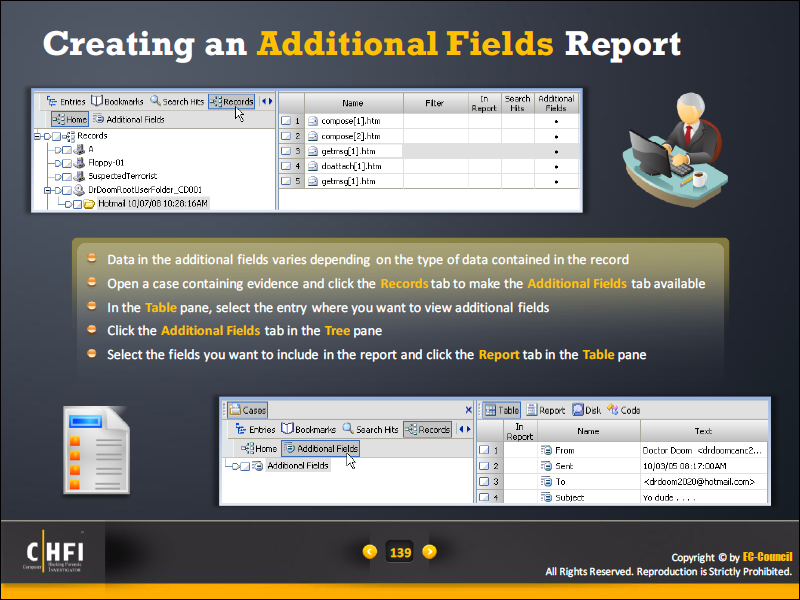 Creating an Additional Fields Report
Entries Bookmarks Search Hits Records
Home Additional Fields
Records
A
Floppy-01
SuspectedTerrorist
DrDoomRootUserFolder_CD001
Hotmail 10/07/08 10:28:16AM
Name Filter In Report Search Hits Additional Fields
1 compose[1].htm •
2 compose[2].htm •
3 getmsg[1].htm •
4 doattach[1].htm •
5 getmsg[1].htm •
Data in the additional fields varies depending on the type of data contained in the record
Open a case containing evidence and click the Records tab to make the Additional Fields tab available
In the Table pane, select the entry where you want to view additional fields
Click the Additional Fields tab in the Tree pane
Select the fields you want to include in the report and click the Report tab in the Table pane
Cases
Entries Bookmarks Search Hits Records
Home Additional Fields
Additional Fields
Table Report Disk Code
In Report Name Text
1 From Doctor Doom <drdoomcanc2...
2 Sent 10/03/05 08:17:00AM
3 To <drdoom2020@hotmail.com>
4 Subject Yo dude . . . .
CHFI
Computer Hacking Forensic
INVESTIGATOR
139
Copyright © by EC-Council
All Rights Reserved. Reproduction is Strictly Prohibited.